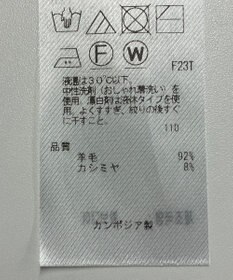 F W
F23T
液温は30℃以下。
中性洗剤（おしゃれ着洗い）を
使用。漂白剤は液体タイプを使
用。よくすすぎ、絞りの後すぐ
に干すこと。
110
品質
羊毛 92%
カシミヤ 8%
カンボジア製